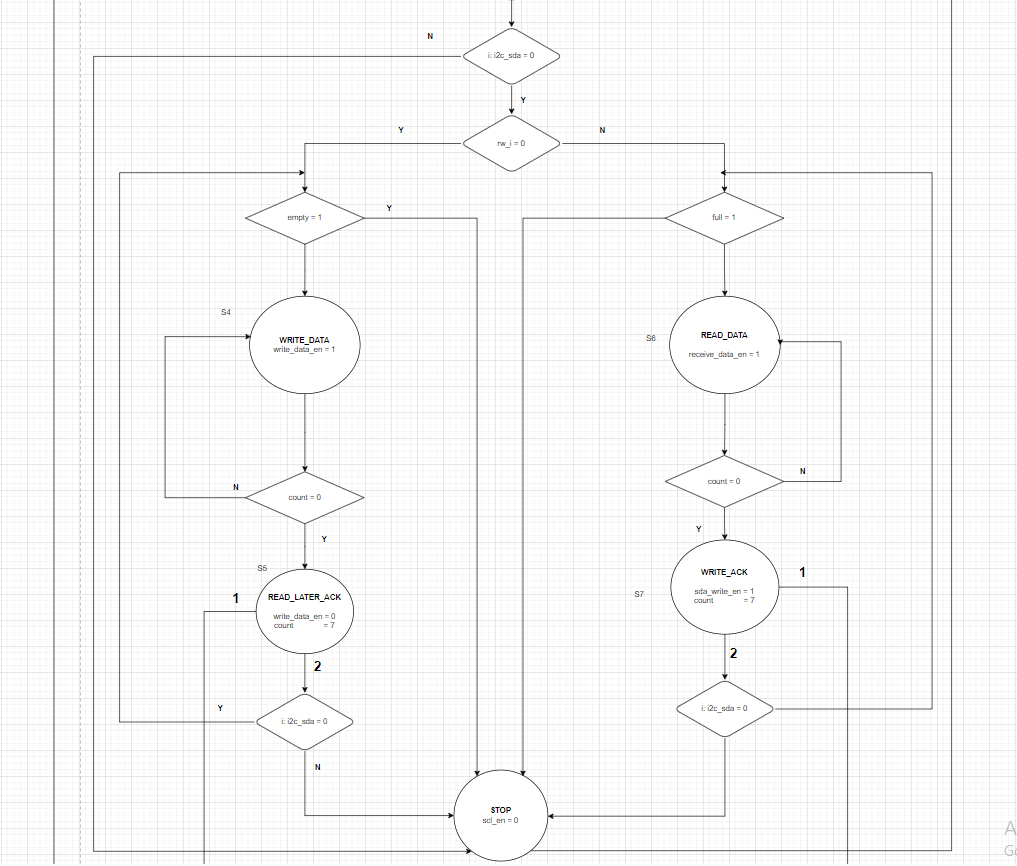 N
i: i2c_sda = 0
Y
Y
rw_i = 0
N
empty = 1
Y
full = 1
S4
WRITE_DATA
write_data_en = 1
S6
READ_DATA
receive_data_en = 1
N
count = 0
Y
count = 0
N
Y
S5
READ_LATER_ACK
write_data_en = 0
count = 7
1
2
S7
WRITE_ACK
sda_write_en = 1
count = 7
1
2
Y
i: i2c_sda = 0
N
i: i2c_sda = 0
STOP
scl_en = 0